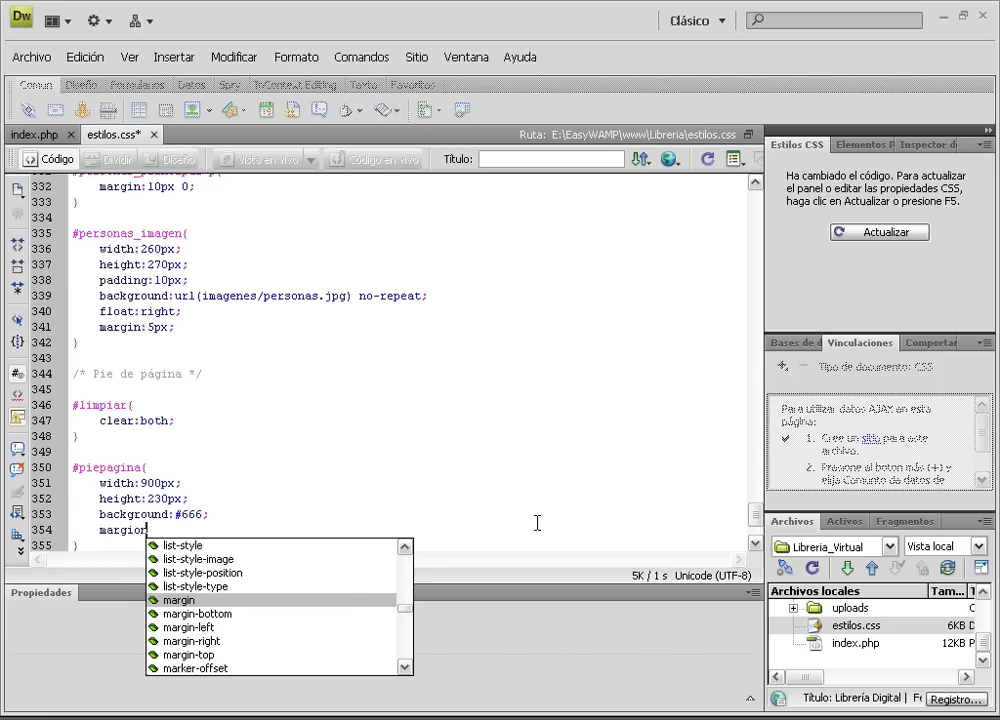 Dw
Clásico
Archivo Edición Ver Insertar Modificar Formato Comandos Sitio Ventana Ayuda
Común Diseño Formularios Datos Spry InContext Editing Texto Favoritos
index.php estilos.css* Ruta: E:\EasyWAMP\www\Libreria\estilos.css
Código Dividir Diseño Vista en vivo Código en vivo Título:
332 margin:10px 0;
333 }
334
335 #personas_imagen{
336 width:260px;
337 height:270px;
338 padding:10px;
339 background:url(imagenes/personas.jpg) no-repeat;
340 float:right;
341 margin:5px;
342 }
343
344 /* Pie de página */
345
346 #limpiar{
347 clear:both;
348 }
349
350 #piepagina{
351 width:900px;
352 height:230px;
353 background:#666;
354 margion
355 }
list-style
list-style-image
list-style-position
list-style-type
margin
margin-bottom
margin-left
margin-right
margin-top
marker-offset
5K / 1 s Unicode (UTF-8)
Propiedades
Estilos CSS Elementos P Inspector d
Ha cambiado el código. Para actualizar
el panel o editar las propiedades CSS,
haga clic en Actualizar o presione F5.
Actualizar
Bases de d Vinculaciones Comportar
Tipo de documento: CSS
Para utilizar datos AJAX en esta
página:
1. Cree un sitio para este
archivo.
2. Presione el botón más (+) y
elija Conjunto de datos de
Archivos Activos Fragmentos
Libreria_Virtual Vista local
Archivos locales Tam... T
uploads C
estilos.css 6KB D
index.php 12KB P
Título: Librería Digital | Fe Registro...